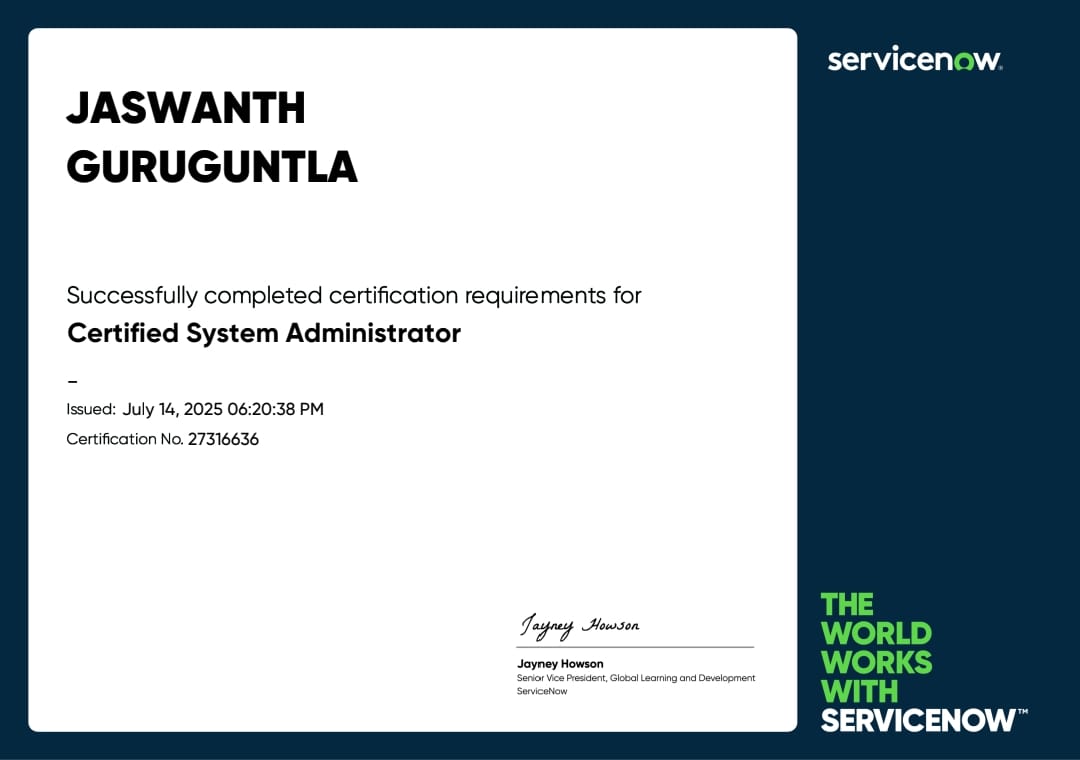 JASWANTH
GURUGUNTLA
Successfully completed certification requirements for
Certified System Administrator
–
Issued: July 14, 2025 06:20:38 PM
Certification No. 27316636
Jayney Howson
Jayney Howson
Senior Vice President, Global Learning and Development
ServiceNow
servicenow®
THE
WORLD
WORKS
WITH
SERVICENOW™